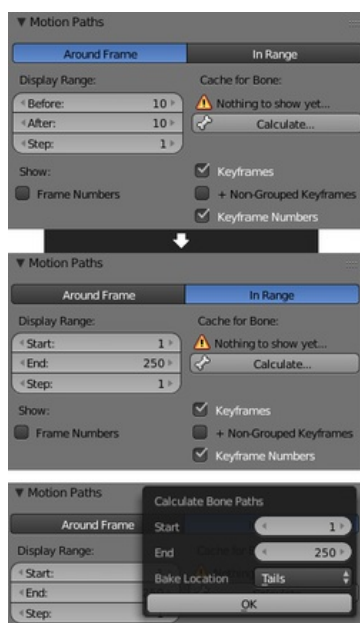 Motion Paths
Around Frame In Range
Display Range: Cache for Bone:
Before: 10 Nothing to show yet...
After: 10 Calculate...
Step: 1
Show: Keyframes
Frame Numbers + Non-Grouped Keyframes
Keyframe Numbers
Motion Paths
Around Frame In Range
Display Range: Cache for Bone:
Start: 1 Nothing to show yet...
End: 250 Calculate...
Step: 1
Show: Keyframes
Frame Numbers + Non-Grouped Keyframes
Keyframe Numbers
Motion Paths
Calculate Bone Paths
Around Frame Start 1
Display Range: End 250
Start: Bake Location Tails
End: OK
Step: